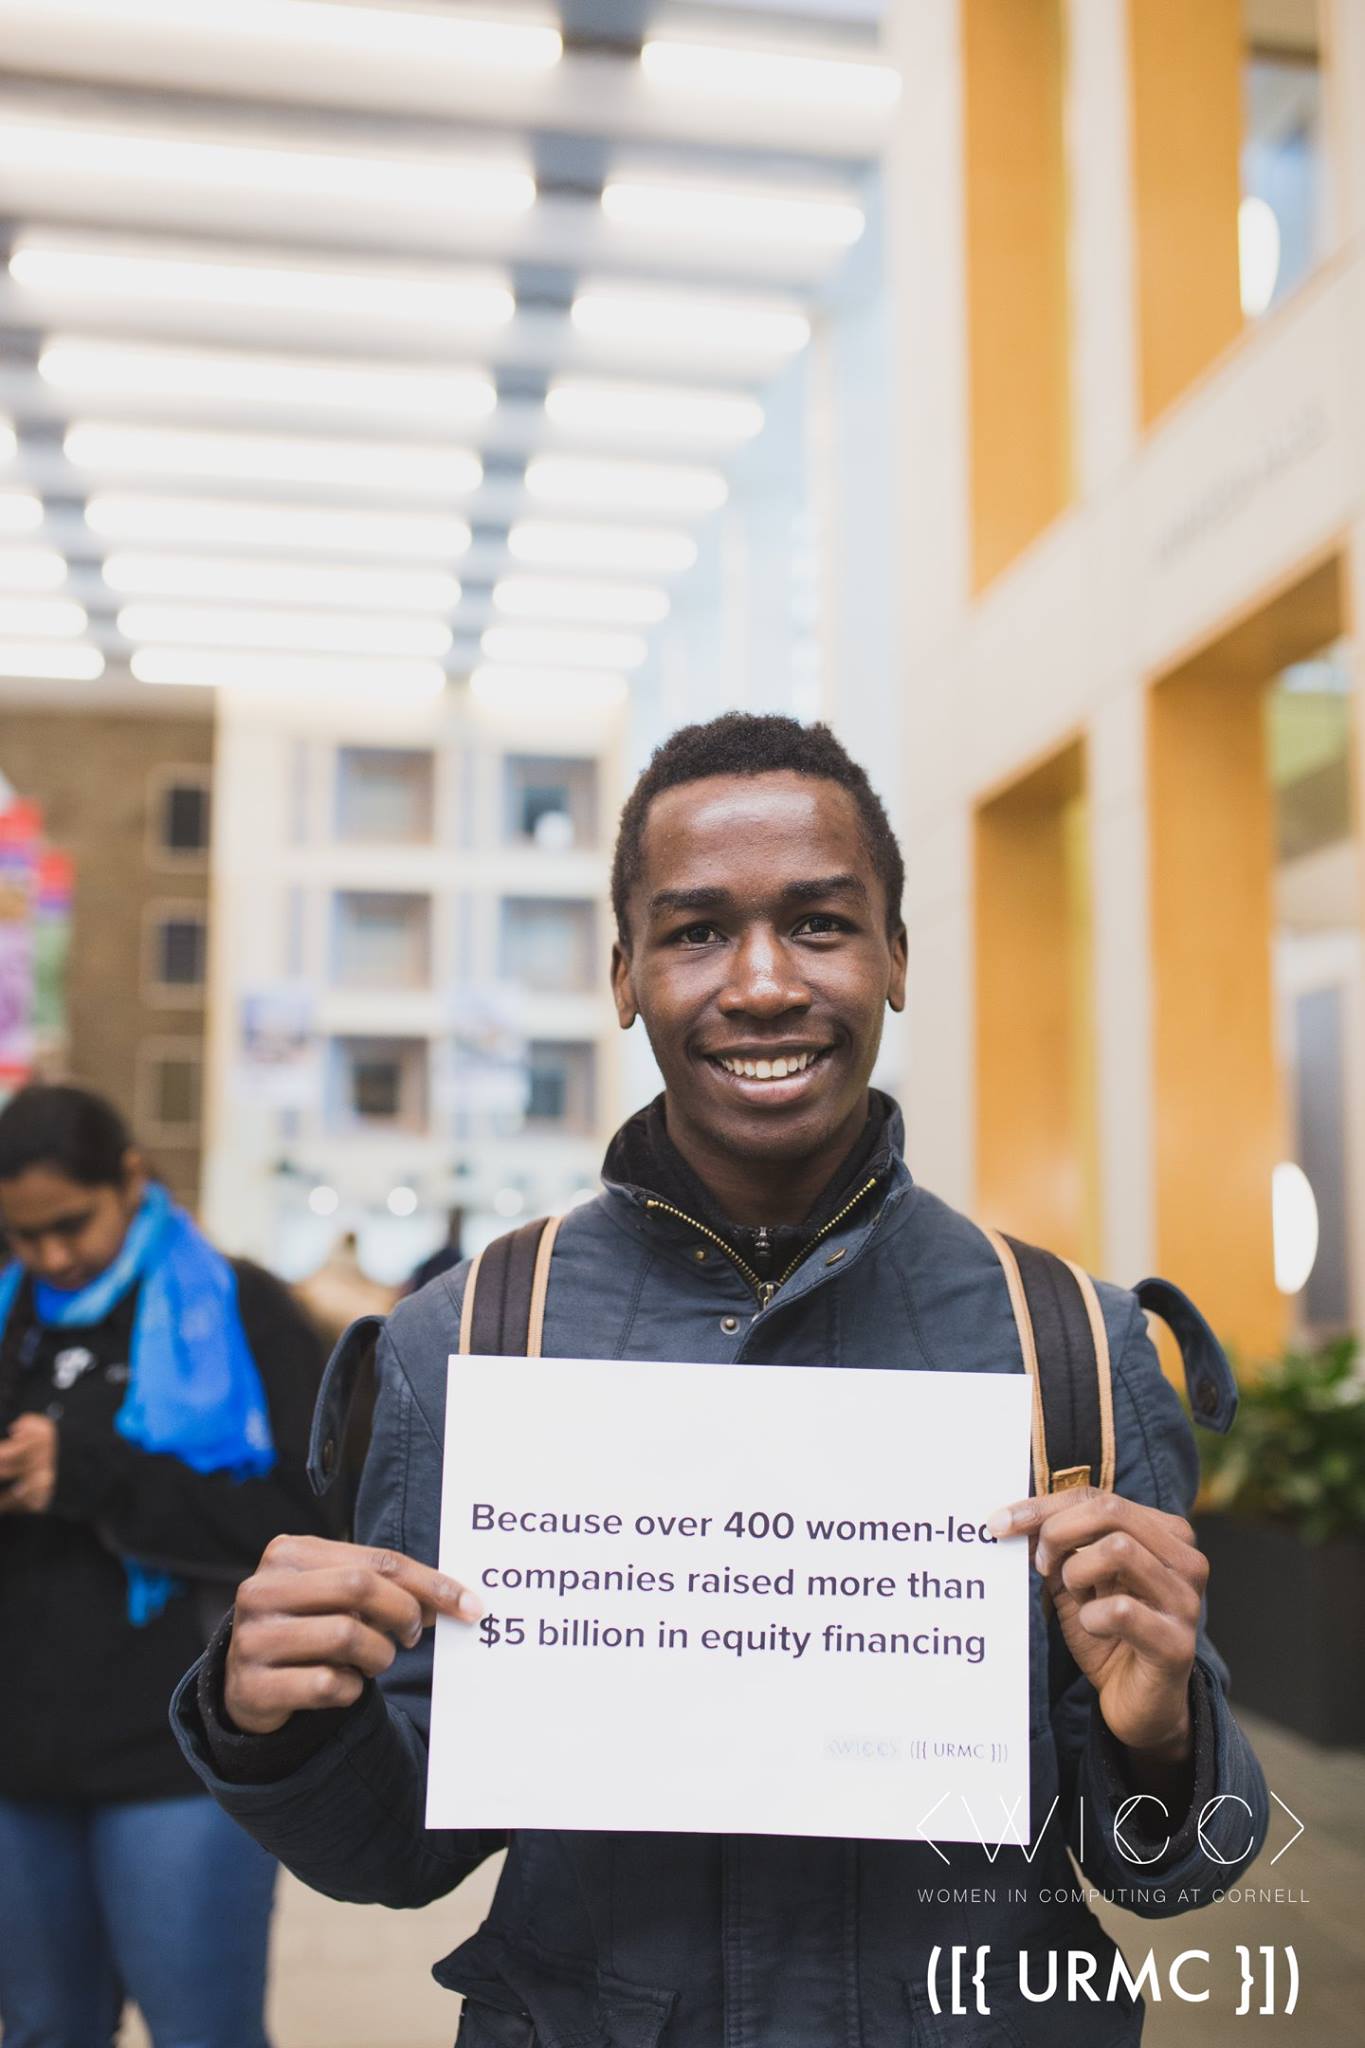 Because over 400 women-led
companies raised more than
$5 billion in equity financing
<WICC> ([{ URMC }])
<WICC>
WOMEN IN COMPUTING AT CORNELL
([{ URMC }])